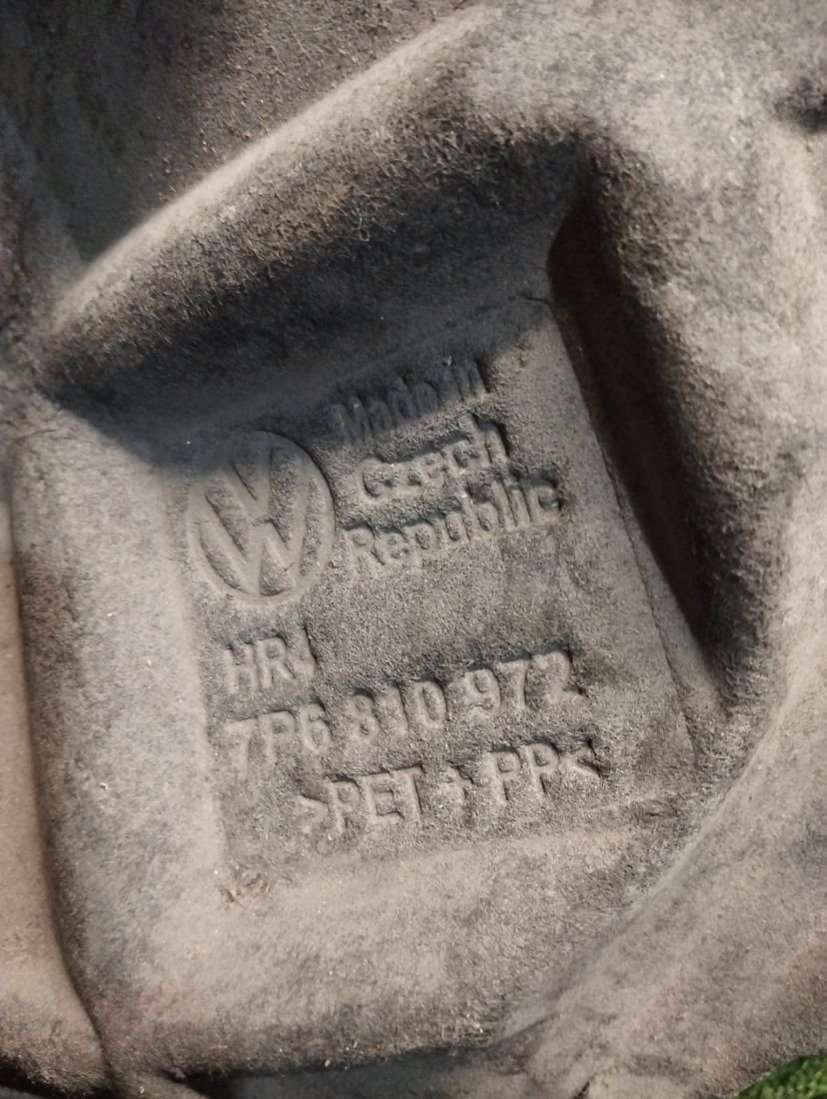 Made in
Czech
Republic
HR4
7P6 810 972
>PET + PP<